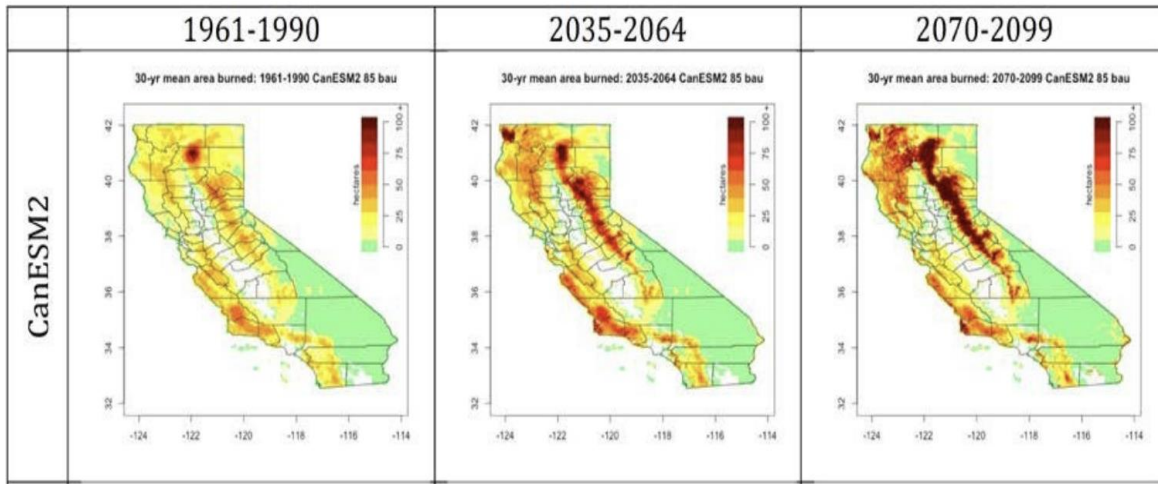 1961-1990
2035-2064
2070-2099
CanESM2
30-yr mean area burned: 1961-1990 CanESM2 85 bau
42
40
38
36
34
32
-124 -122 -120 -118 -116 -114
hectares
0 25 50 75 100 +
30-yr mean area burned: 2035-2064 CanESM2 85 bau
42
40
38
36
34
32
-124 -122 -120 -118 -116 -114
hectares
0 25 50 75 100 +
30-yr mean area burned: 2070-2099 CanESM2 85 bau
42
40
38
36
34
32
-124 -122 -120 -118 -116 -114
hectares
0 25 50 75 100 +